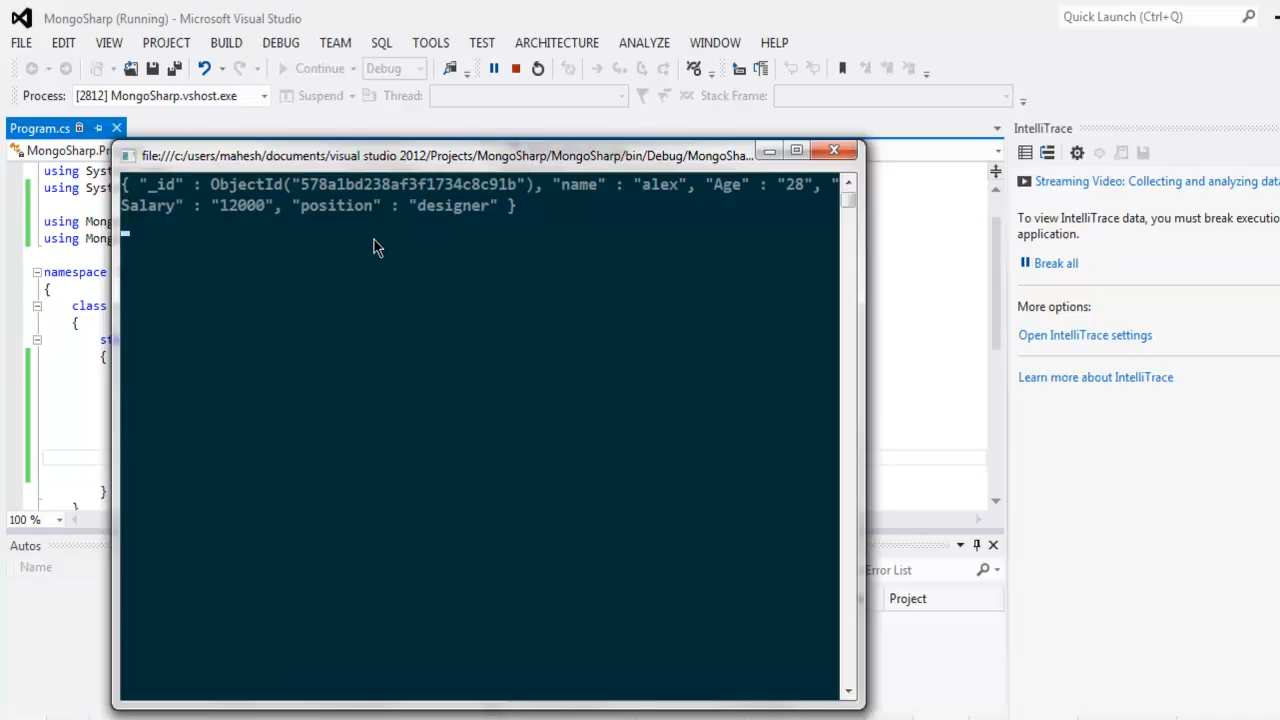 MongoSharp (Running) - Microsoft Visual Studio
Quick Launch (Ctrl+Q)
FILE EDIT VIEW PROJECT BUILD DEBUG TEAM SQL TOOLS TEST ARCHITECTURE ANALYZE WINDOW HELP
Continue Debug
Process: [2812] MongoSharp.vshost.exe Suspend Thread: Stack Frame:
Program.cs
IntelliTrace
MongoSharp.Pr
file:///c:/users/mahesh/documents/visual studio 2012/Projects/MongoSharp/MongoSharp/bin/Debug/MongoSha...
using Syst
using Syst
using Mong
using Mong
namespace
{
class
{
st
{
}
}
{ "_id" : ObjectId("578a1bd238af3f1734c8c91b"), "name" : "alex", "Age" : "28", "
Salary" : "12000", "position" : "designer" }
Streaming Video: Collecting and analyzing data
To view IntelliTrace data, you must break executio
application.
Break all
More options:
Open IntelliTrace settings
Learn more about IntelliTrace
100 %
Autos
Name
Error List
Project